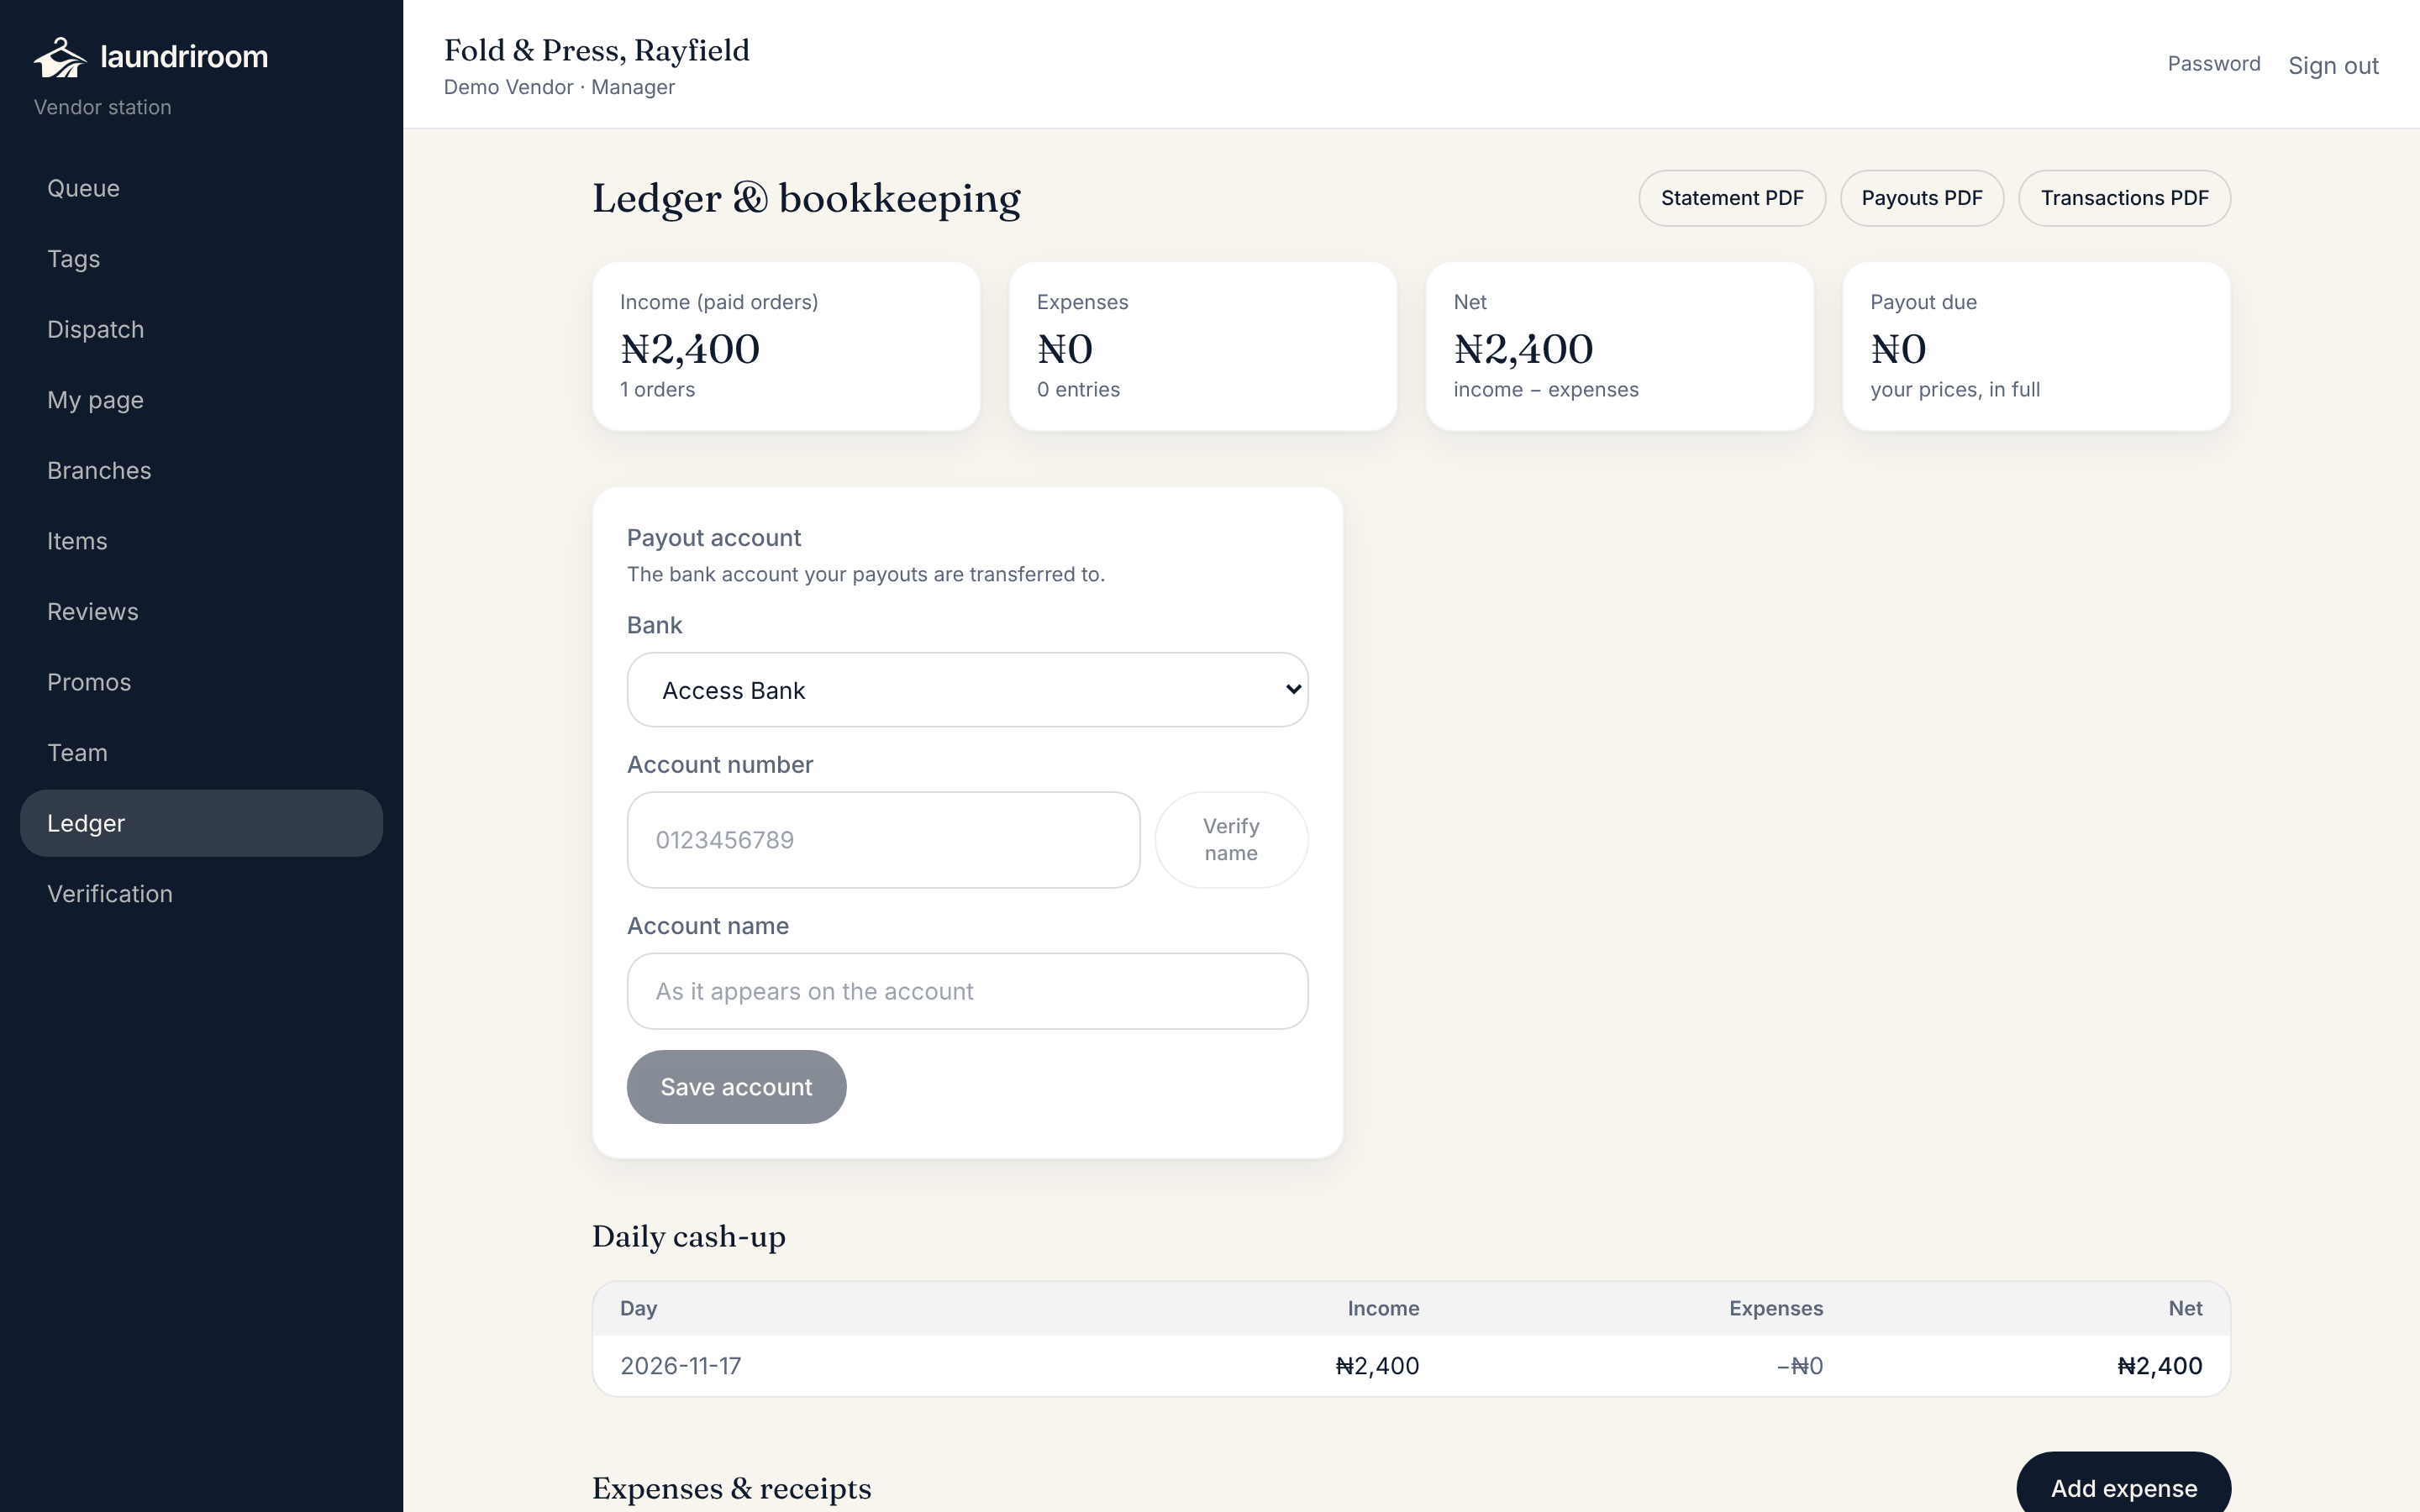 laundriroom
Vendor station
Queue
Tags
Dispatch
My page
Branches
Items
Reviews
Promos
Team
Ledger
Verification
Fold & Press, Rayfield
Demo Vendor · Manager
Password
Sign out
Ledger & bookkeeping
Statement PDF
Payouts PDF
Transactions PDF
Income (paid orders)
₦2,400
1 orders
Expenses
₦0
0 entries
Net
₦2,400
income − expenses
Payout due
₦0
your prices, in full
Payout account
The bank account your payouts are transferred to.
Bank
Access Bank
Account number
0123456789
Verify
name
Account name
As it appears on the account
Save account
Daily cash-up
Day Income Expenses Net
2026-11-17 ₦2,400 −₦0 ₦2,400
Expenses & receipts
Add expense